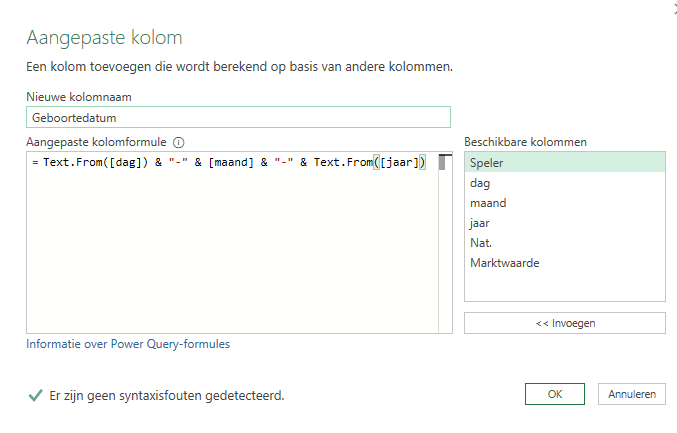 Aangepaste kolom
Een kolom toevoegen die wordt berekend op basis van andere kolommen.
Nieuwe kolomnaam
Geboortedatum
Aangepaste kolomformule
Beschikbare kolommen
= Text.From([dag]) & "-" & [maand] & "-" & Text.From([jaar])
Speler
dag
maand
jaar
Nat.
Marktwaarde
<< Invoegen
Informatie over Power Query-formules
Er zijn geen syntaxisfouten gedetecteerd.
OK
Annuleren